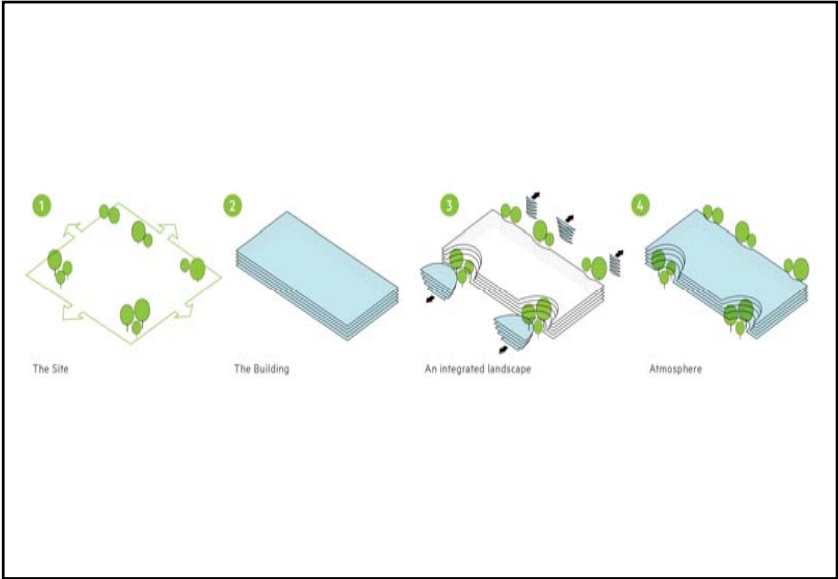 1
2
3
4
The Site
The Building
An integrated landscape
Atmosphere